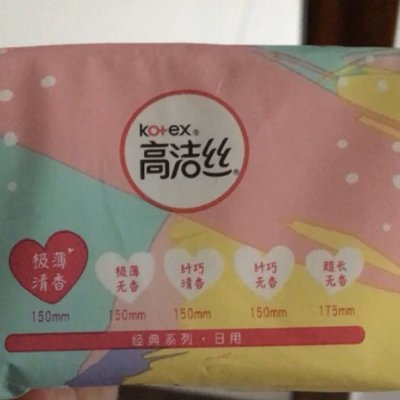 kotex®
高洁丝®
极薄 极薄 纤巧 纤巧 超长
清香 无香 清香 无香 无香
150mm 150mm 150mm 150mm 175mm
经典系列·日用